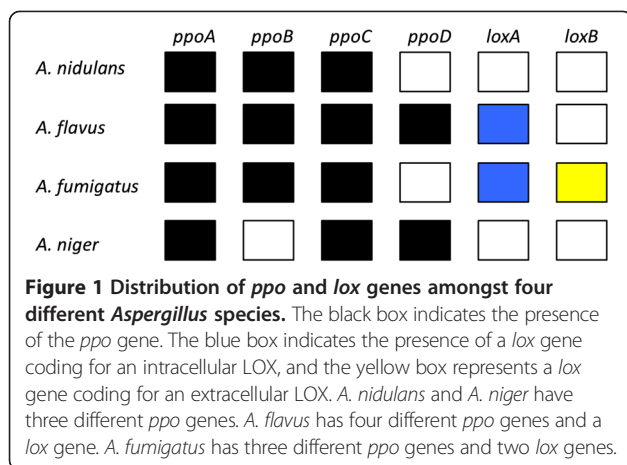 ppoA ppoB ppoC ppoD loxA loxB
A. nidulans
A. flavus
A. fumigatus
A. niger
Figure 1 Distribution of ppo and lox genes amongst four
different Aspergillus species. The black box indicates the presence
of the ppo gene. The blue box indicates the presence of a lox gene
coding for an intracellular LOX, and the yellow box represents a lox
gene coding for an extracellular LOX. A. nidulans and A. niger have
three different ppo genes. A. flavus has four different ppo genes and a
lox gene. A. fumigatus has three different ppo genes and two lox genes.